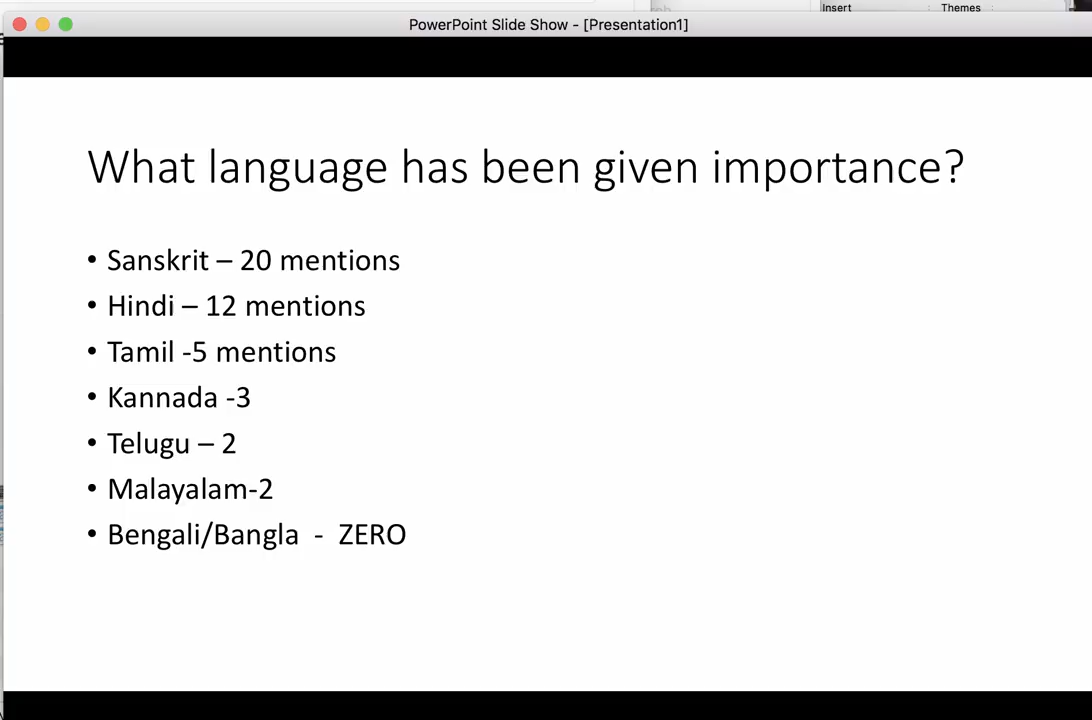 Insert : Themes :
PowerPoint Slide Show - [Presentation1]
What language has been given importance?
• Sanskrit – 20 mentions
• Hindi – 12 mentions
• Tamil -5 mentions
• Kannada -3
• Telugu – 2
• Malayalam-2
• Bengali/Bangla - ZERO